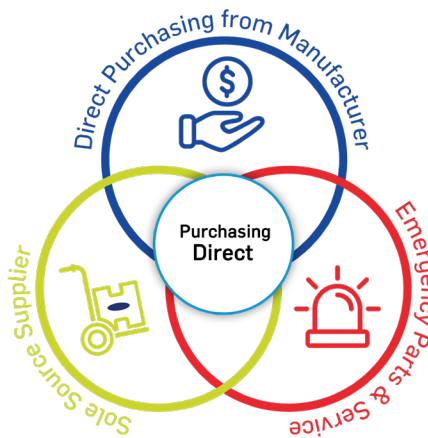 Direct Purchasing from Manufacturer
$
Purchasing
Direct
Sole Source Supplier
Emergency Parts & Service